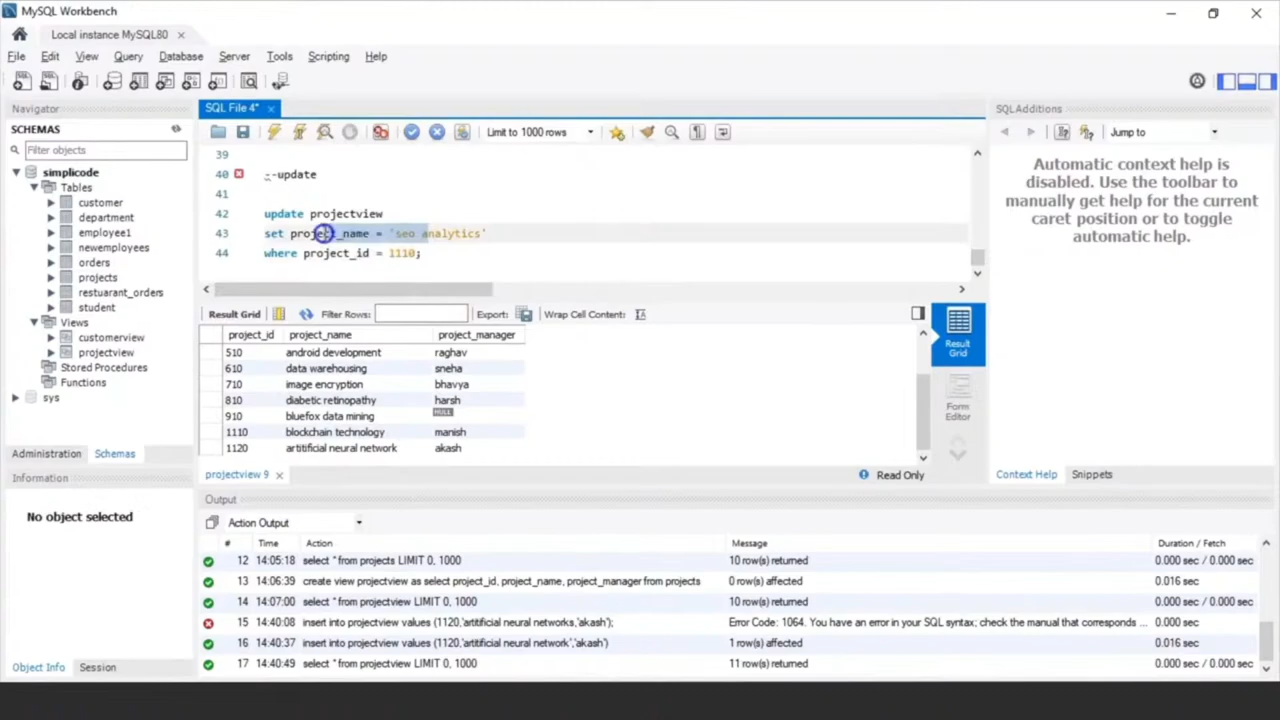 MySQL Workbench
Local instance MySQL80 ×
File Edit View Query Database Server Tools Scripting Help
Navigator
SCHEMAS
Filter objects
simplicode
Tables
customer
department
employee1
newemployees
orders
projects
restuarant_orders
student
Views
customerview
projectview
Stored Procedures
Functions
sys
Administration Schemas
Information
No object selected
Object Info Session
SQL File 4* ×
Limit to 1000 rows
39
40 --update
41
42 update projectview
43 set project_name = 'seo analytics'
44 where project_id = 1110;
Result Grid Filter Rows: Export: Wrap Cell Content:
project_id project_name project_manager
510 android development raghav
610 data warehousing sneha
710 image encryption bhavya
810 diabetic retinopathy harsh
910 bluefox data mining NULL
1110 blockchain technology manish
1120 artitificial neural network akash
Result Grid
Form Editor
projectview 9 × Read Only
SQLAdditions
Jump to
Automatic context help is
disabled. Use the toolbar to
manually get help for the current
caret position or to toggle
automatic help.
Context Help Snippets
Output
Action Output
# Time Action Message Duration / Fetch
12 14:05:18 select * from projects LIMIT 0, 1000 10 row(s) returned 0.000 sec / 0.000 sec
13 14:06:39 create view projectview as select project_id, project_name, project_manager from projects 0 row(s) affected 0.016 sec
14 14:07:00 select * from projectview LIMIT 0, 1000 10 row(s) returned 0.000 sec / 0.000 sec
15 14:40:08 insert into projectview values (1120,'artitificial neural networks,'akash'); Error Code: 1064. You have an error in your SQL syntax; check the manual that corresponds ... 0.000 sec
16 14:40:37 insert into projectview values (1120,'artitificial neural network','akash') 1 row(s) affected 0.016 sec
17 14:40:49 select * from projectview LIMIT 0, 1000 11 row(s) returned 0.000 sec / 0.000 sec